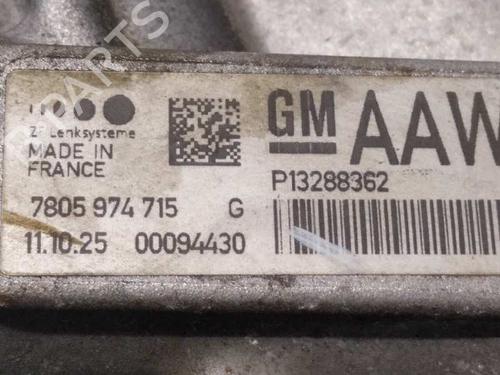 ZF Lenksysteme
MADE IN
FRANCE
7805 974 715 G
11.10.25 00094430
GM
AAW
P13288362